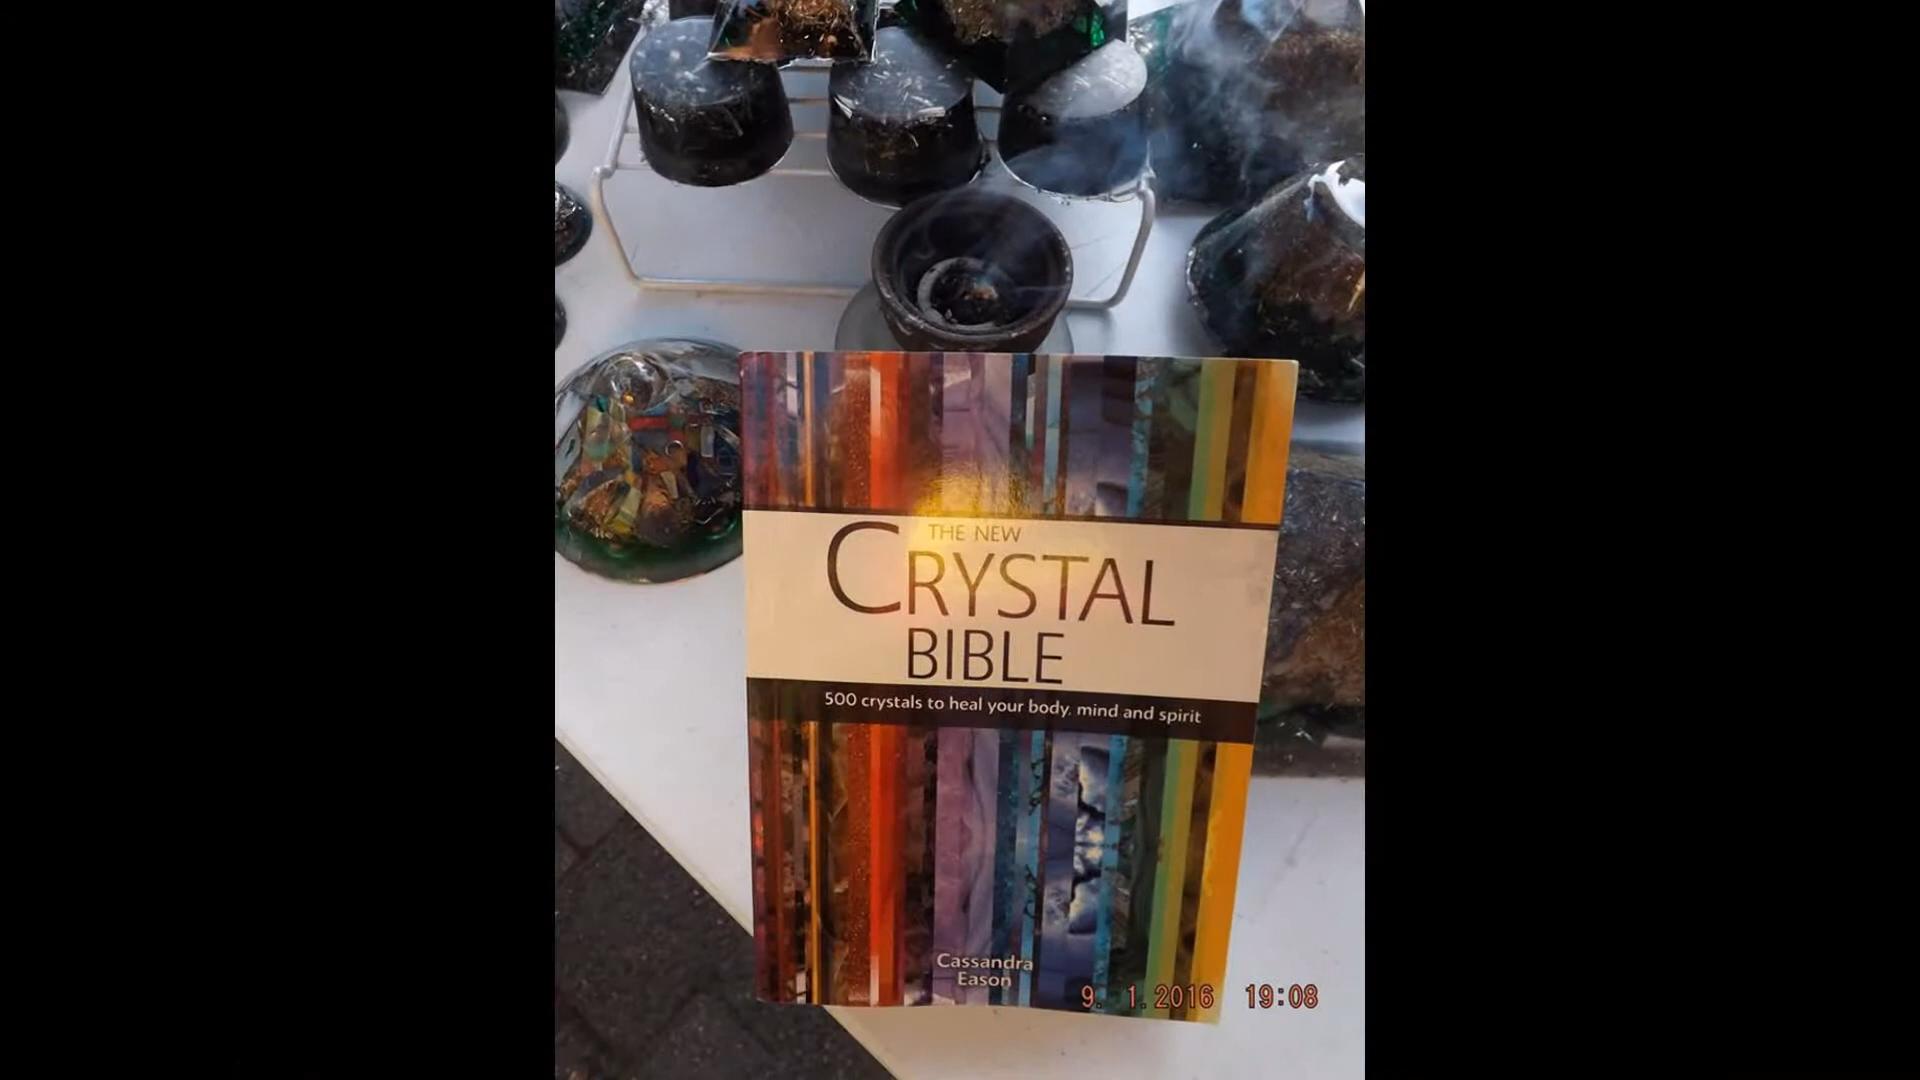 THE NEW
CRYSTAL
BIBLE
500 crystals to heal your body, mind and spirit
Cassandra
Eason
9. 1.2016 19:08